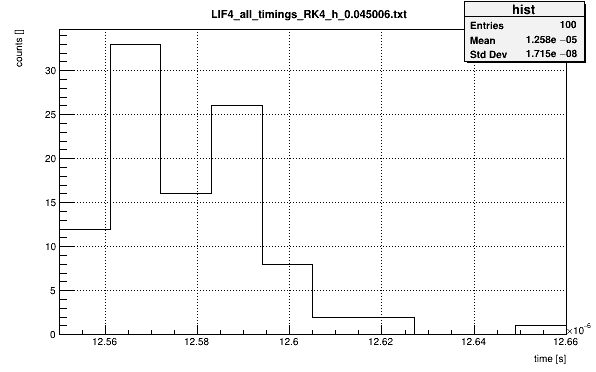 LIF4_all_timings_RK4_h_0.045006.txt
hist
Entries 100
Mean 1.258e −05
Std Dev 1.715e −08
counts []
30
25
20
15
10
5
0
12.56 12.58 12.6 12.62 12.64 12.66
×10⁻⁶
time [s]